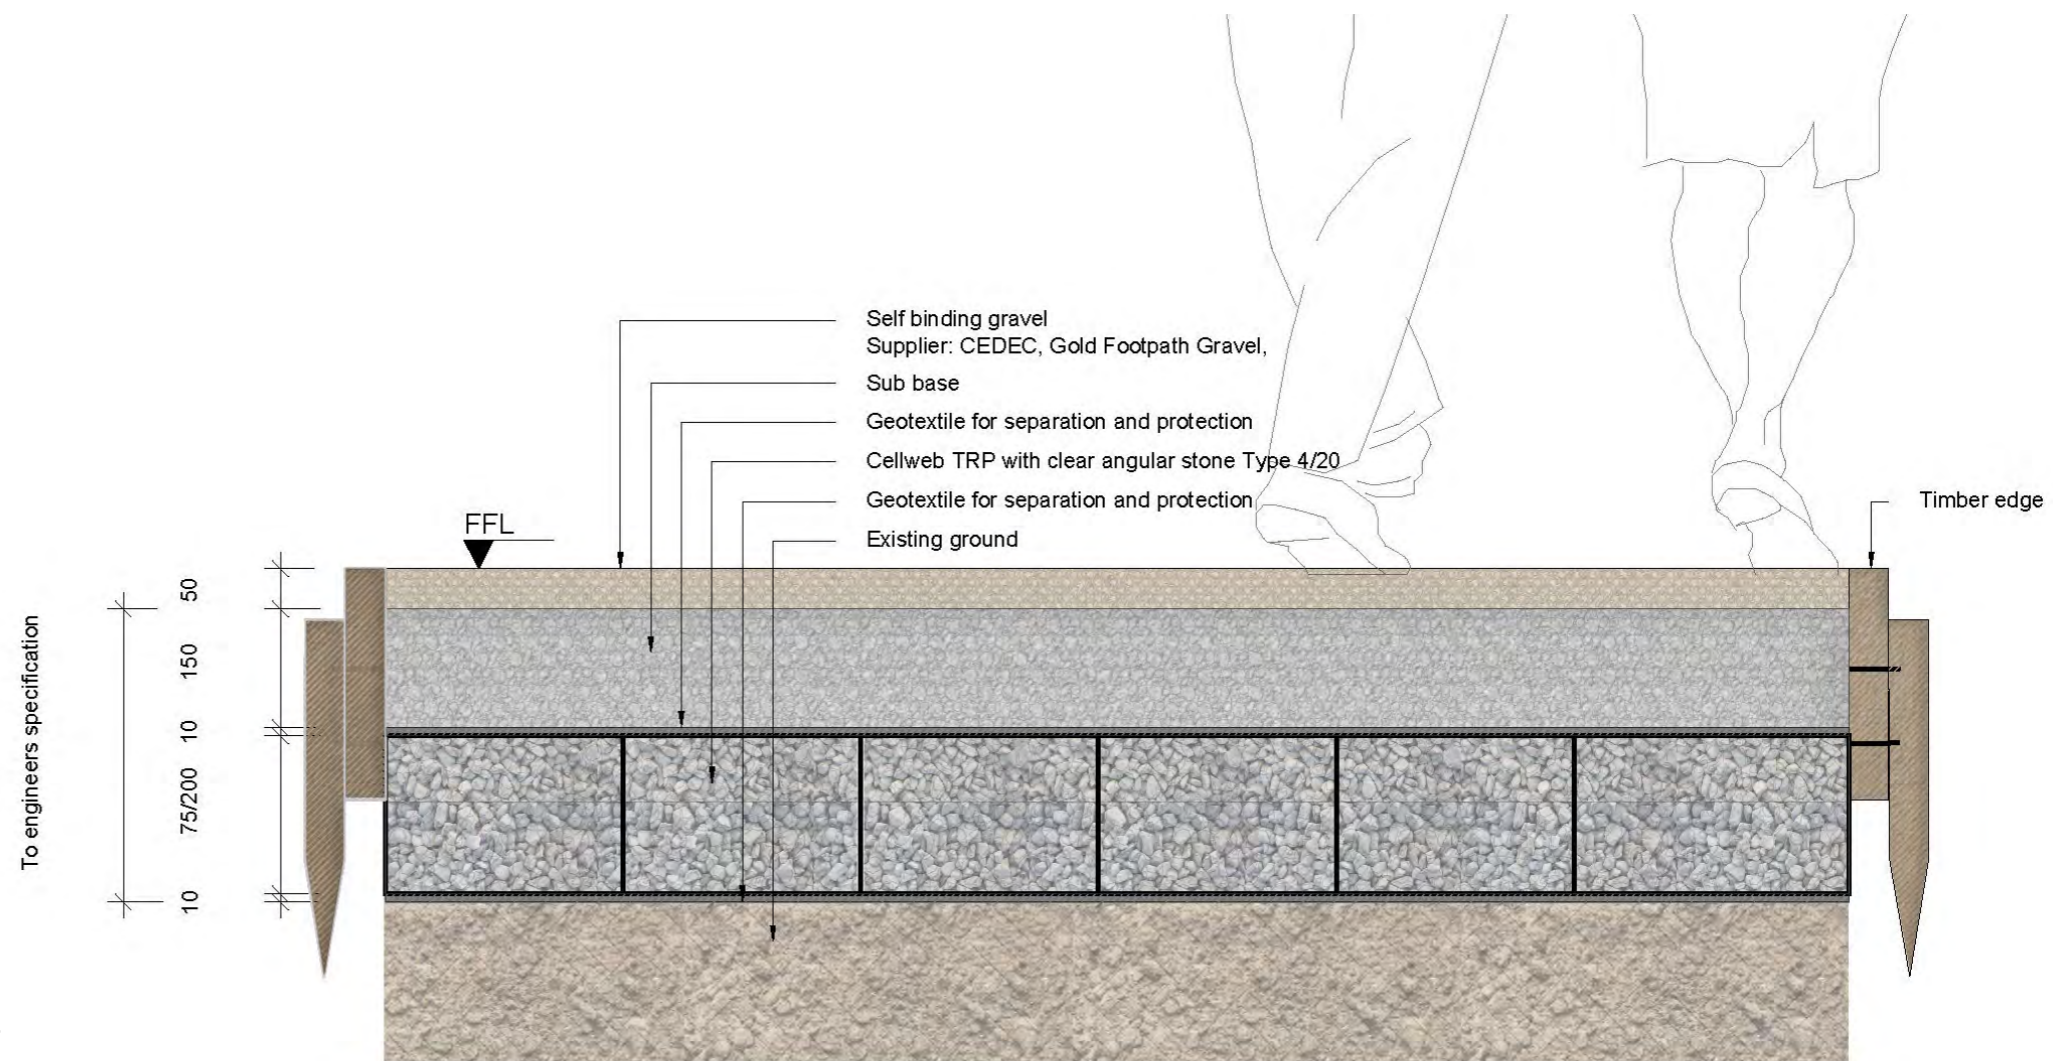 Self binding gravel
Supplier: CEDEC, Gold Footpath Gravel,
Sub base
Geotextile for separation and protection
Cellweb TRP with clear angular stone Type 4/20
Geotextile for separation and protection
Existing ground
Timber edge
FFL
50
150
10
75/200
10
To engineers specification